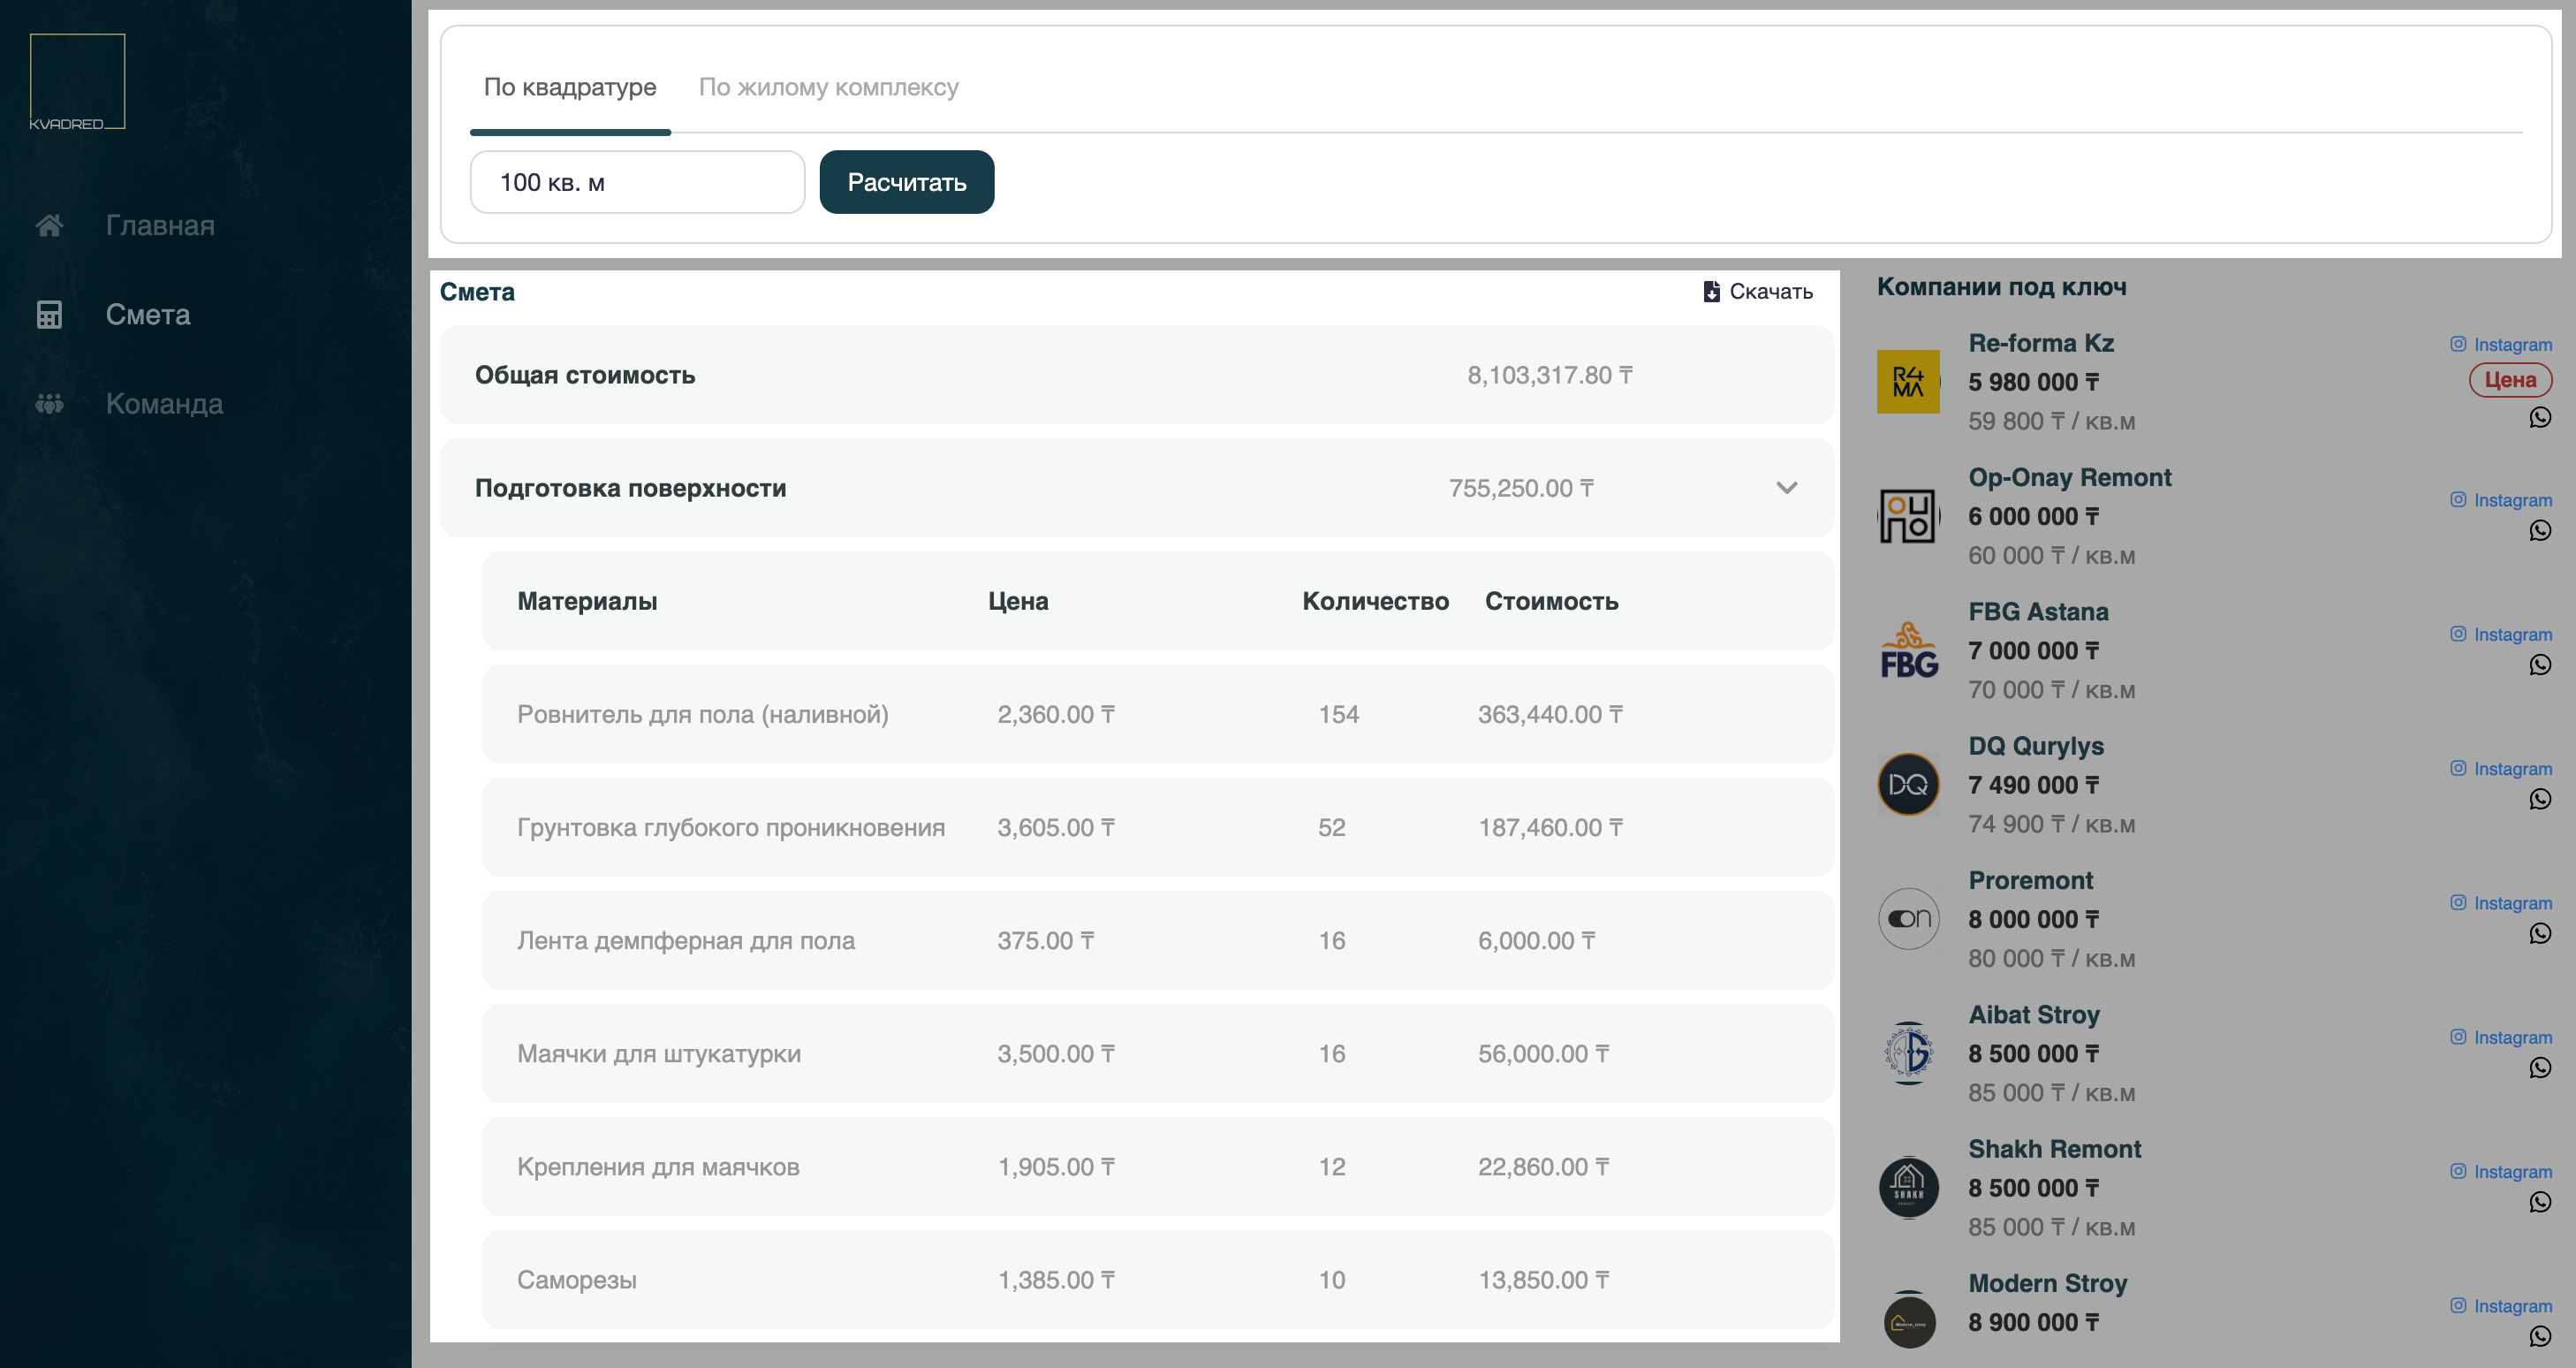 KVADRED
Главная
Смета
Команда
По квадратуре
По жилому комплексу
100 кв. м
Расчитать
Смета
Скачать
Общая стоимость
8,103,317.80 ₸
Подготовка поверхности
755,250.00 ₸
Материалы Цена Количество Стоимость
Ровнитель для пола (наливной) 2,360.00 ₸ 154 363,440.00 ₸
Грунтовка глубокого проникновения 3,605.00 ₸ 52 187,460.00 ₸
Лента демпферная для пола 375.00 ₸ 16 6,000.00 ₸
Маячки для штукатурки 3,500.00 ₸ 16 56,000.00 ₸
Крепления для маячков 1,905.00 ₸ 12 22,860.00 ₸
Саморезы 1,385.00 ₸ 10 13,850.00 ₸
Компании под ключ
R4
MA
Re-forma Kz
5 980 000 ₸
59 800 ₸ / кв.м
Instagram
Цена
Op-Onay Remont
6 000 000 ₸
60 000 ₸ / кв.м
Instagram
FBG
FBG Astana
7 000 000 ₸
70 000 ₸ / кв.м
Instagram
DQ
DQ Qurylys
7 490 000 ₸
74 900 ₸ / кв.м
Instagram
on
Proremont
8 000 000 ₸
80 000 ₸ / кв.м
Instagram
Aibat Stroy
8 500 000 ₸
85 000 ₸ / кв.м
Instagram
SHAKH
Shakh Remont
8 500 000 ₸
85 000 ₸ / кв.м
Instagram
Modern Stroy
8 900 000 ₸
Instagram